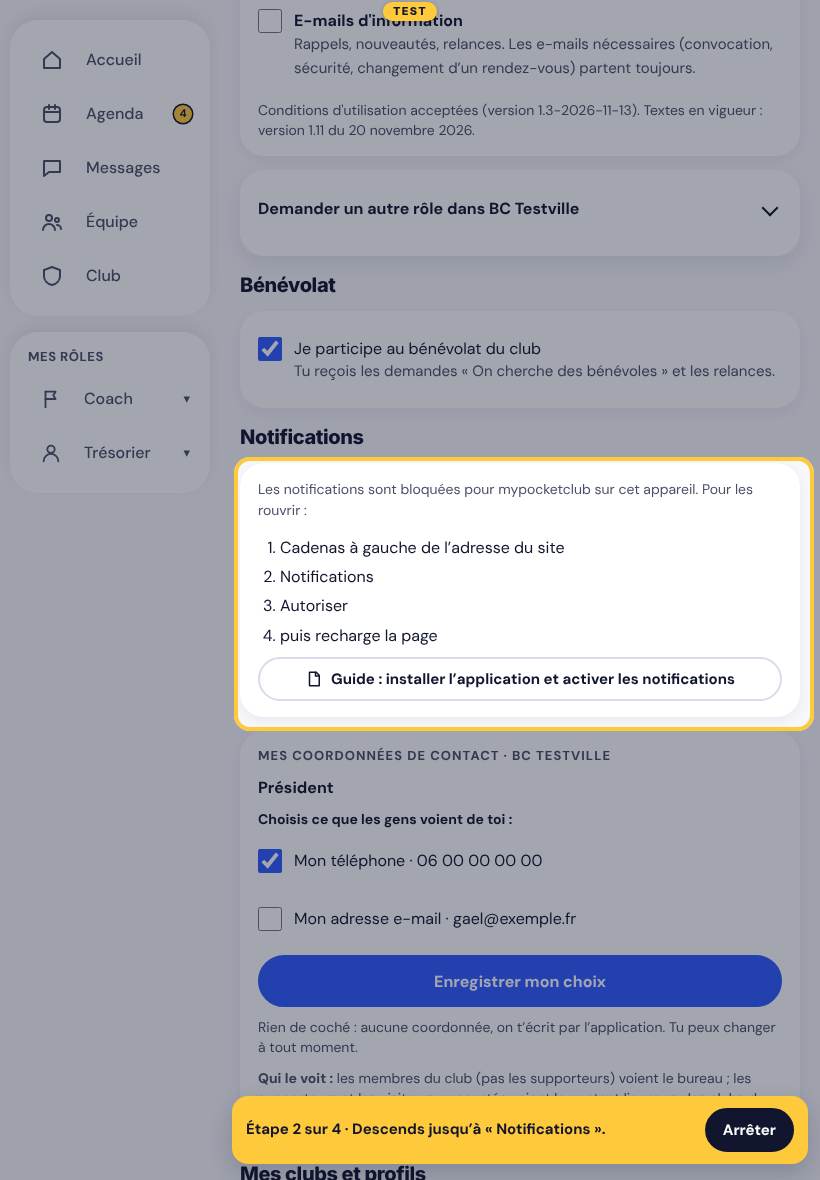 TEST
E-mails d'information
Rappels, nouveautés, relances. Les e-mails nécessaires (convocation,
sécurité, changement d’un rendez-vous) partent toujours.
Conditions d'utilisation acceptées (version 1.3-2026-11-13). Textes en vigueur :
version 1.11 du 20 novembre 2026.
Accueil
Agenda
4
Messages
Équipe
Club
MES RÔLES
Coach
Trésorier
Demander un autre rôle dans BC Testville
Bénévolat
Je participe au bénévolat du club
Tu reçois les demandes « On cherche des bénévoles » et les relances.
Notifications
Les notifications sont bloquées pour mypocketclub sur cet appareil. Pour les
rouvrir :
1. Cadenas à gauche de l’adresse du site
2. Notifications
3. Autoriser
4. puis recharge la page
Guide : installer l’application et activer les notifications
MES COORDONNÉES DE CONTACT · BC TESTVILLE
Président
Choisis ce que les gens voient de toi :
Mon téléphone · 06 00 00 00 00
Mon adresse e-mail · gael@exemple.fr
Enregistrer mon choix
Rien de coché : aucune coordonnée, on t’écrit par l’application. Tu peux changer
à tout moment.
Qui le voit : les membres du club (pas les supporteurs) voient le bureau ; les
Étape 2 sur 4 · Descends jusqu’à « Notifications ».
Arrêter
Mes clubs et profils